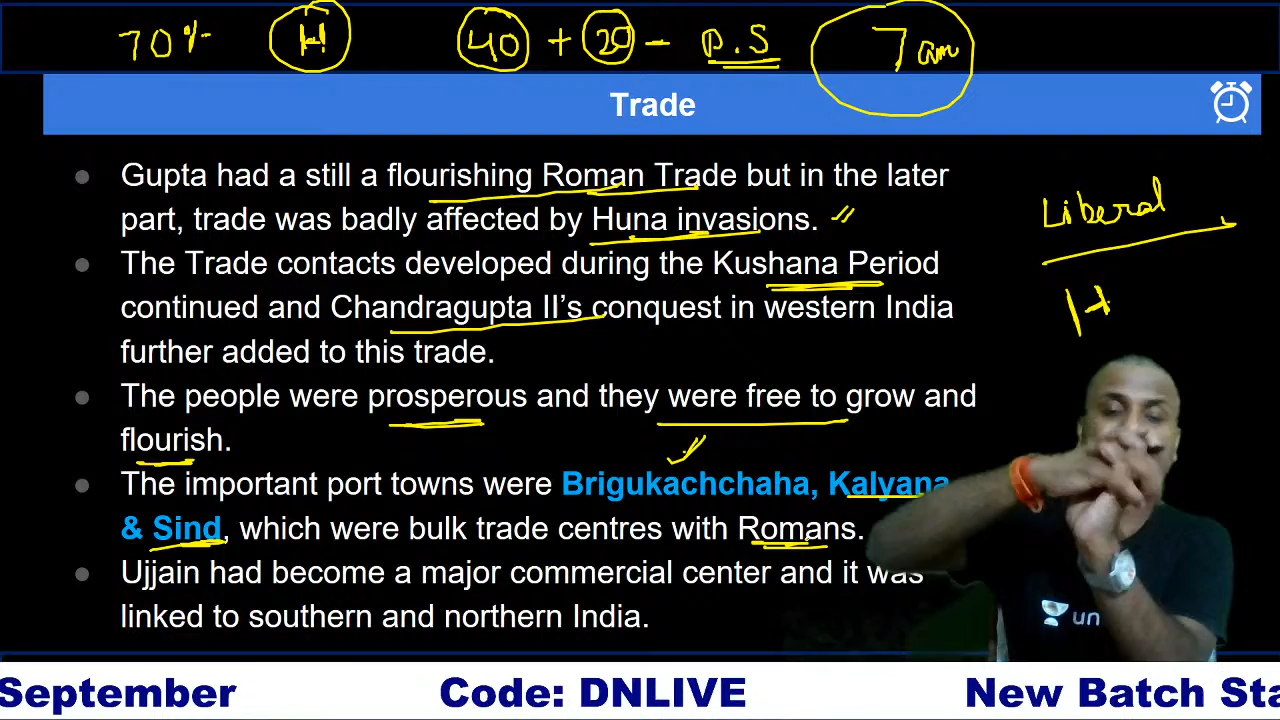 70% H 40 + 20 - P.S 7 am
Trade
Gupta had a still a flourishing Roman Trade but in the later
part, trade was badly affected by Huna invasions.
The Trade contacts developed during the Kushana Period
continued and Chandragupta II's conquest in western India
further added to this trade.
Liberal
The people were prosperous and they were free to grow and
flourish.
The important port towns were Brigukachchaha, Kalyana
& Sind, which were bulk trade centres with Romans.
Ujjain had become a major commercial center and it was
linked to southern and northern India.
un
September Code: DNLIVE New Batch Sta